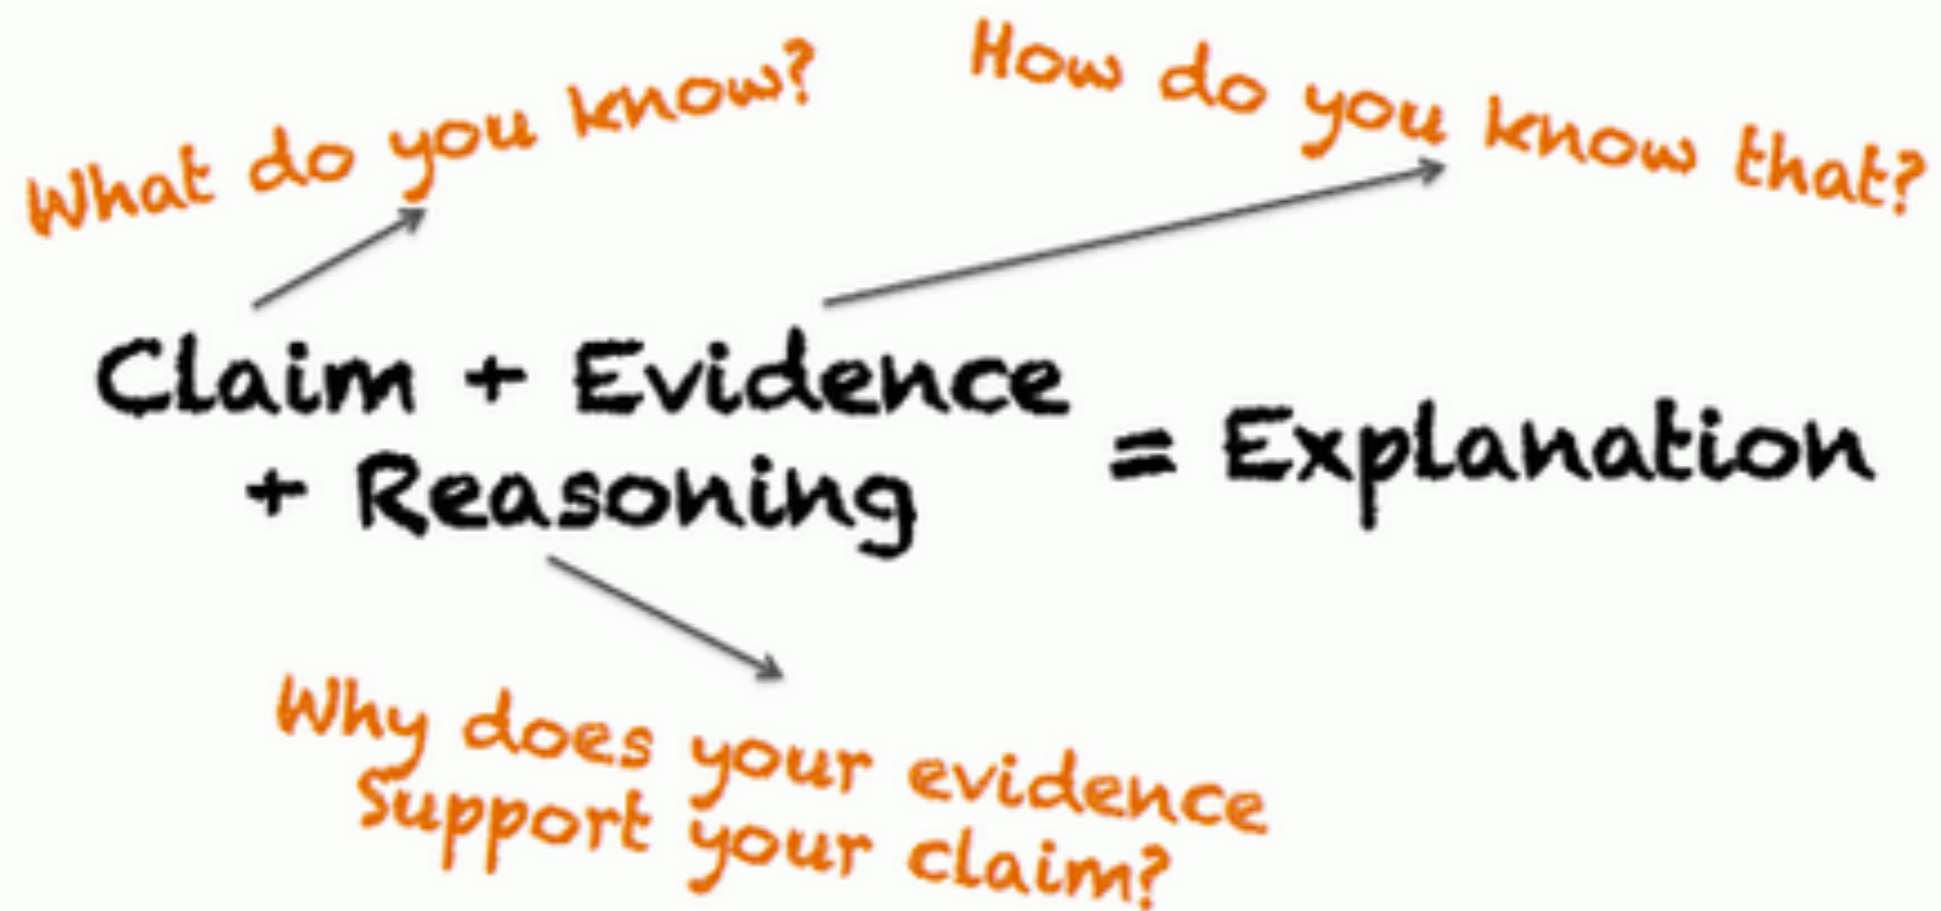 What do you know?
How do you know that?
Claim + Evidence
+ Reasoning
= Explanation
Why does your evidence
Support your claim?